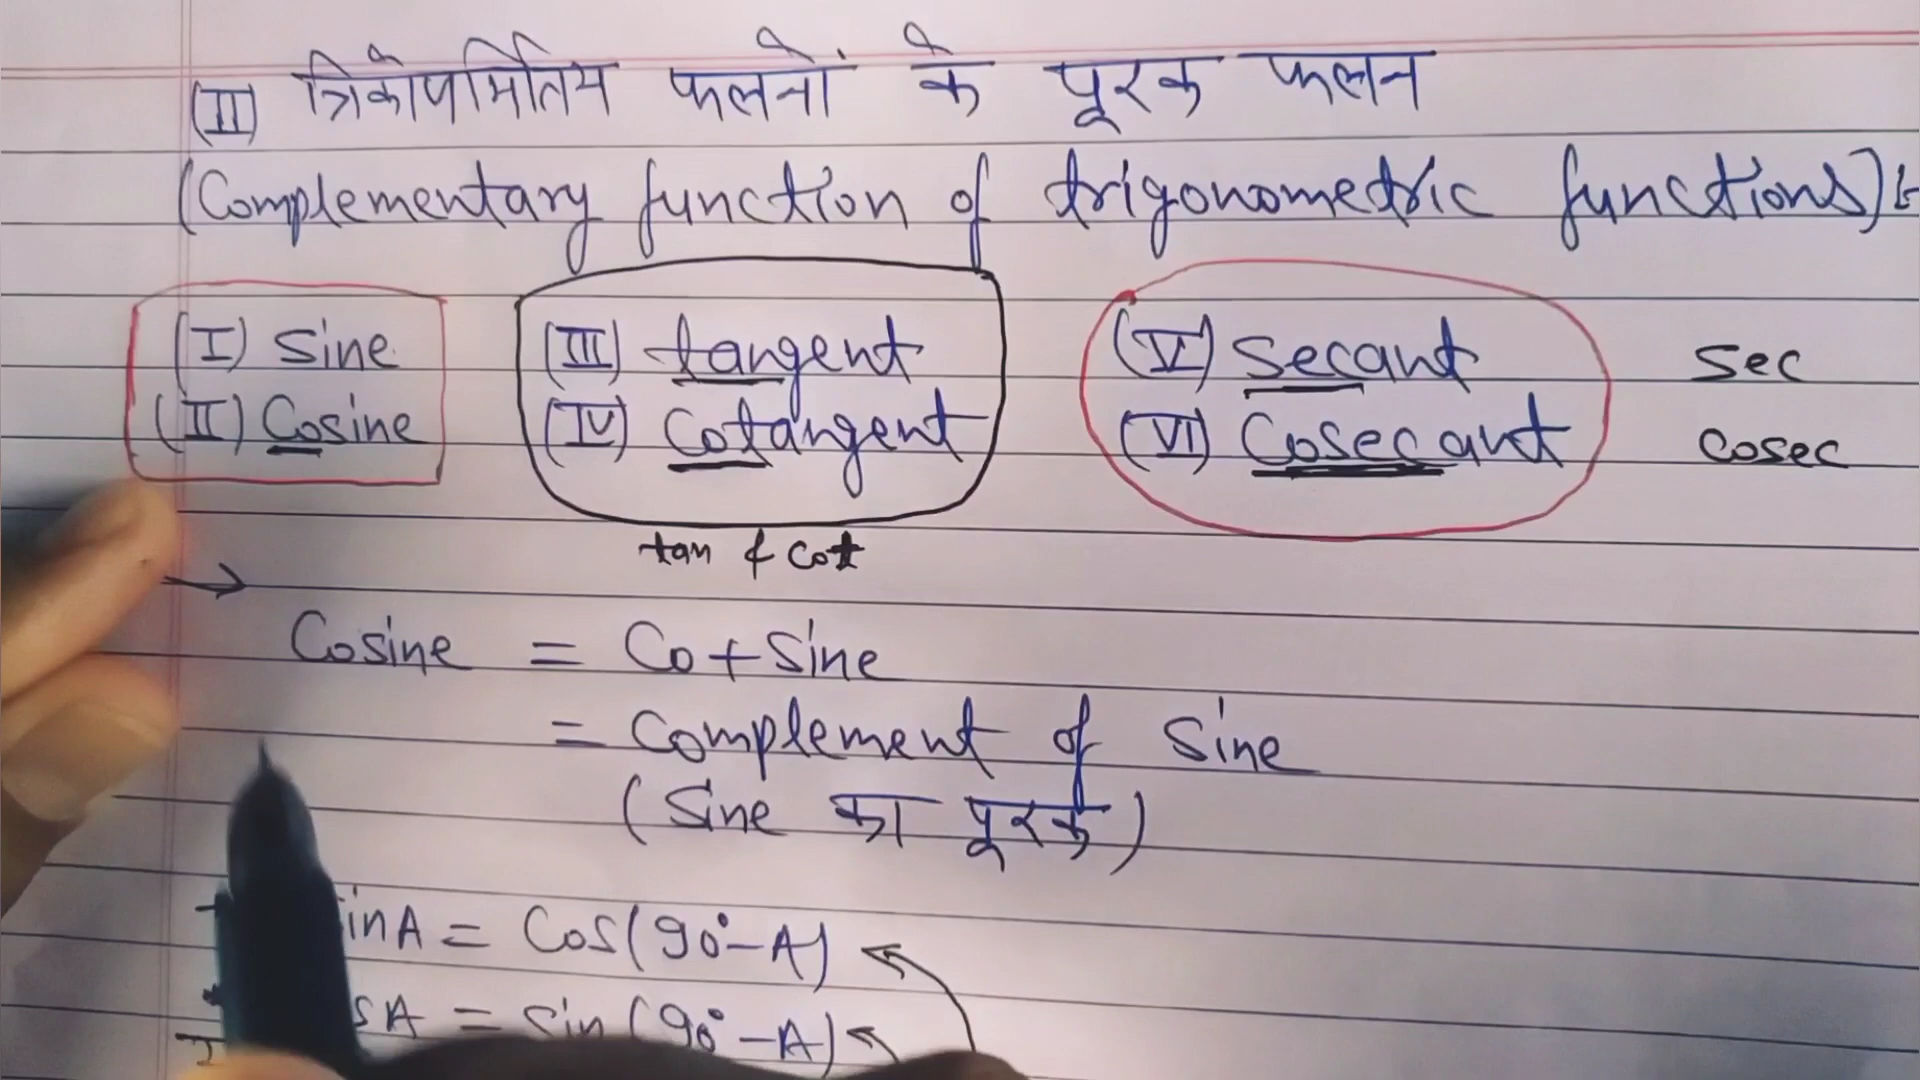 (II) त्रिकोणमितिय फलनों के पूरक फलन
(Complementary function of trigonometric functions):-
(I) Sine (III) tangent (V) Secant Sec
(II) Cosine (IV) Cotangent (VI) Cosecant Cosec
tan & cot
→
Cosine = Co + Sine
= Complement of Sine
(Sine का पूरक)
inA = Cos(90°-A)
sA = Sin(90°-A)